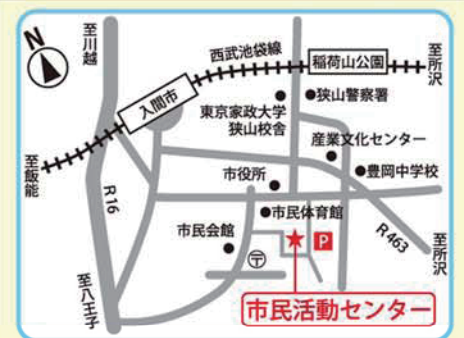 N
至川越
西武池袋線
稲荷山公園
至所沢
入間市
東京家政大学
狭山校舎
狭山警察署
産業文化センター
至飯能
豊岡中学校
市役所
R16
市民体育館
市民会館
〒
P
R463
至所沢
至八王子
市民活動センター